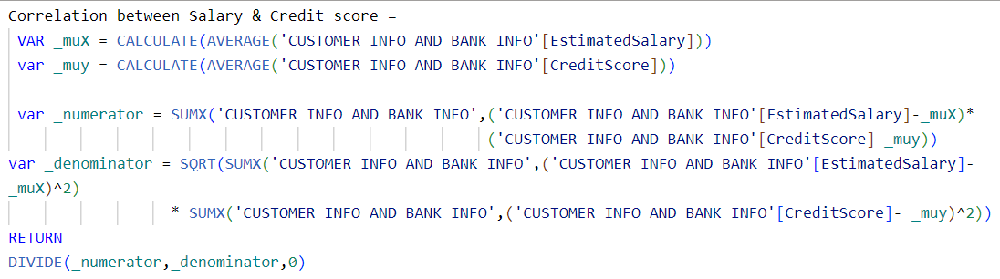 Correlation between Salary & Credit score =
VAR _muX = CALCULATE(AVERAGE('CUSTOMER INFO AND BANK INFO'[EstimatedSalary]))
var _muy = CALCULATE(AVERAGE('CUSTOMER INFO AND BANK INFO'[CreditScore]))
var _numerator = SUMX('CUSTOMER INFO AND BANK INFO',('CUSTOMER INFO AND BANK INFO'[EstimatedSalary]-_muX)*
('CUSTOMER INFO AND BANK INFO'[CreditScore]-_muy))
var _denominator = SQRT(SUMX('CUSTOMER INFO AND BANK INFO',('CUSTOMER INFO AND BANK INFO'[EstimatedSalary]-
_muX)^2)
* SUMX('CUSTOMER INFO AND BANK INFO',('CUSTOMER INFO AND BANK INFO'[CreditScore]- _muy)^2))
RETURN
DIVIDE(_numerator,_denominator,0)